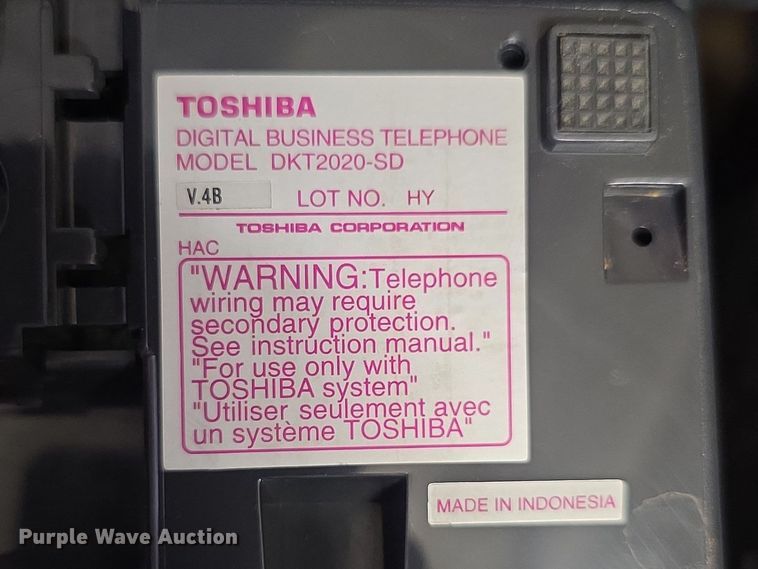 TOSHIBA
DIGITAL BUSINESS TELEPHONE
MODEL DKT2020-SD
V.4B LOT NO. HY
TOSHIBA CORPORATION
HAC
"WARNING:Telephone
wiring may require
secondary protection.
See instruction manual."
"For use only with
TOSHIBA system"
"Utiliser seulement avec
un système TOSHIBA"
MADE IN INDONESIA
Purple Wave Auction